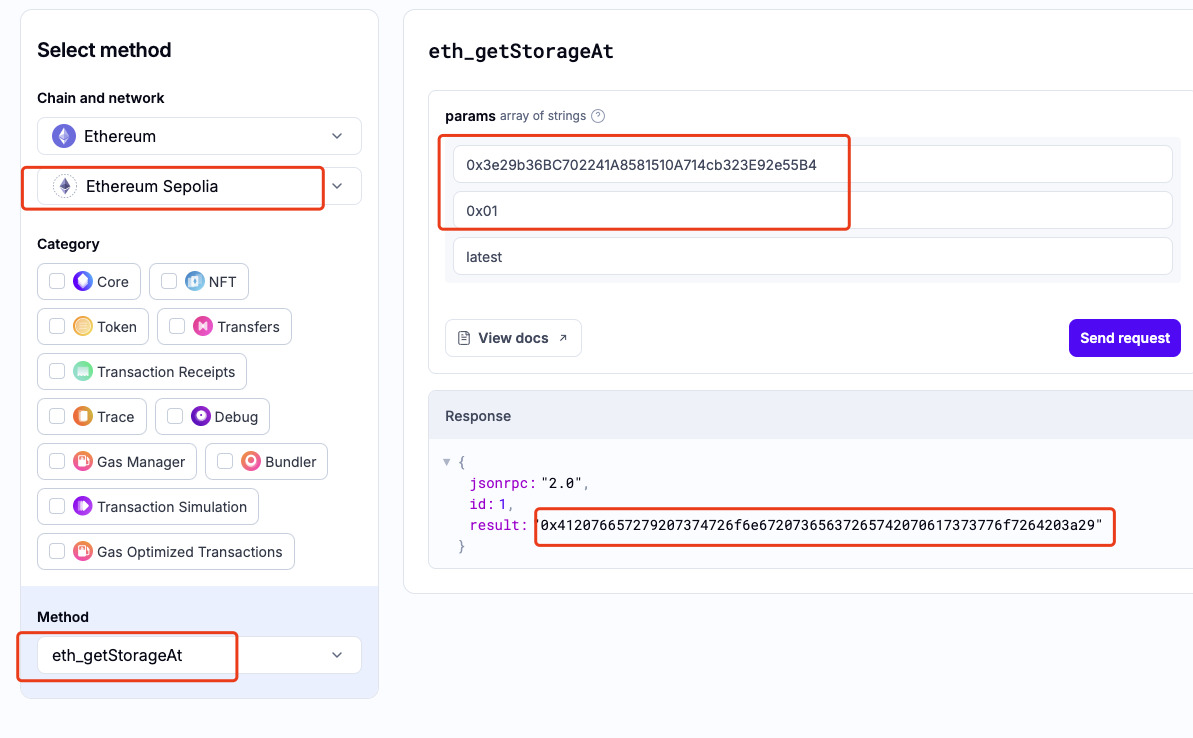 Select method
Chain and network
Ethereum
Ethereum Sepolia
Category
Core
NFT
Token
Transfers
Transaction Receipts
Trace
Debug
Gas Manager
Bundler
Transaction Simulation
Gas Optimized Transactions
Method
eth_getStorageAt
eth_getStorageAt
params array of strings ?
0x3e29b36BC702241A8581510A714cb323E92e55B4
0x01
latest
View docs ↗
Send request
Response
{
jsonrpc: "2.0",
id: 1,
result: "0x412076657279207374726f6e67207365637265742070617373776f7264203a29"
}